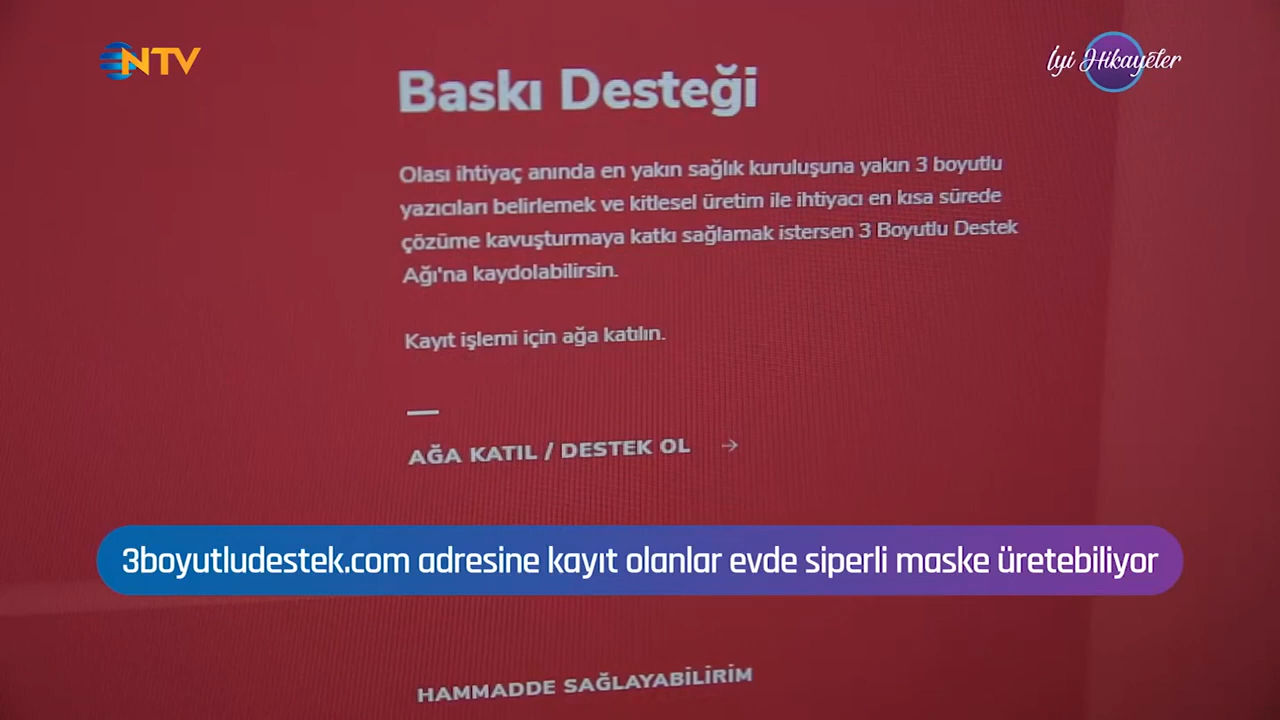 NTV
İyi Hikayeler
Baskı Desteği
Olası ihtiyaç anında en yakın sağlık kuruluşuna yakın 3 boyutlu
yazıcıları belirlemek ve kitlesel üretim ile ihtiyacı en kısa sürede
çözüme kavuşturmaya katkı sağlamak istersen 3 Boyutlu Destek
Ağı'na kaydolabilirsin.
Kayıt işlemi için ağa katılın.
AĞA KATIL / DESTEK OL →
3boyutludestek.com adresine kayıt olanlar evde siperli maske üretebiliyor
HAMMADDE SAĞLAYABİLİRİM